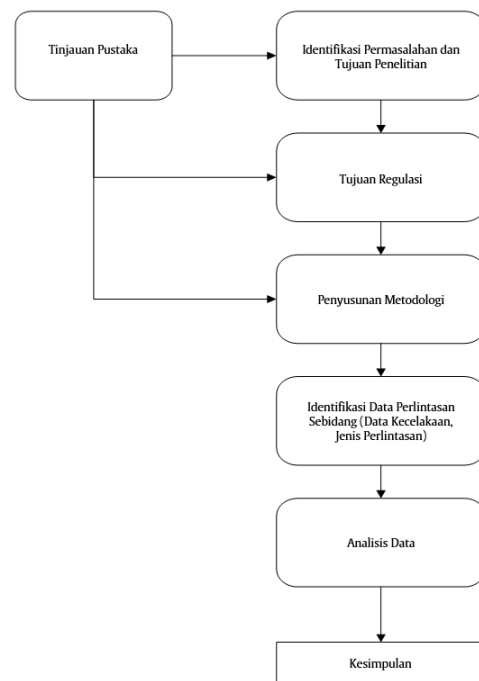 Tinjauan Pustaka
Identifikasi Permasalahan dan
Tujuan Penelitian
Tujuan Regulasi
Penyusunan Metodologi
Identifikasi Data Perlintasan
Sebidang (Data Kecelakaan,
Jenis Perlintasan)
Analisis Data
Kesimpulan